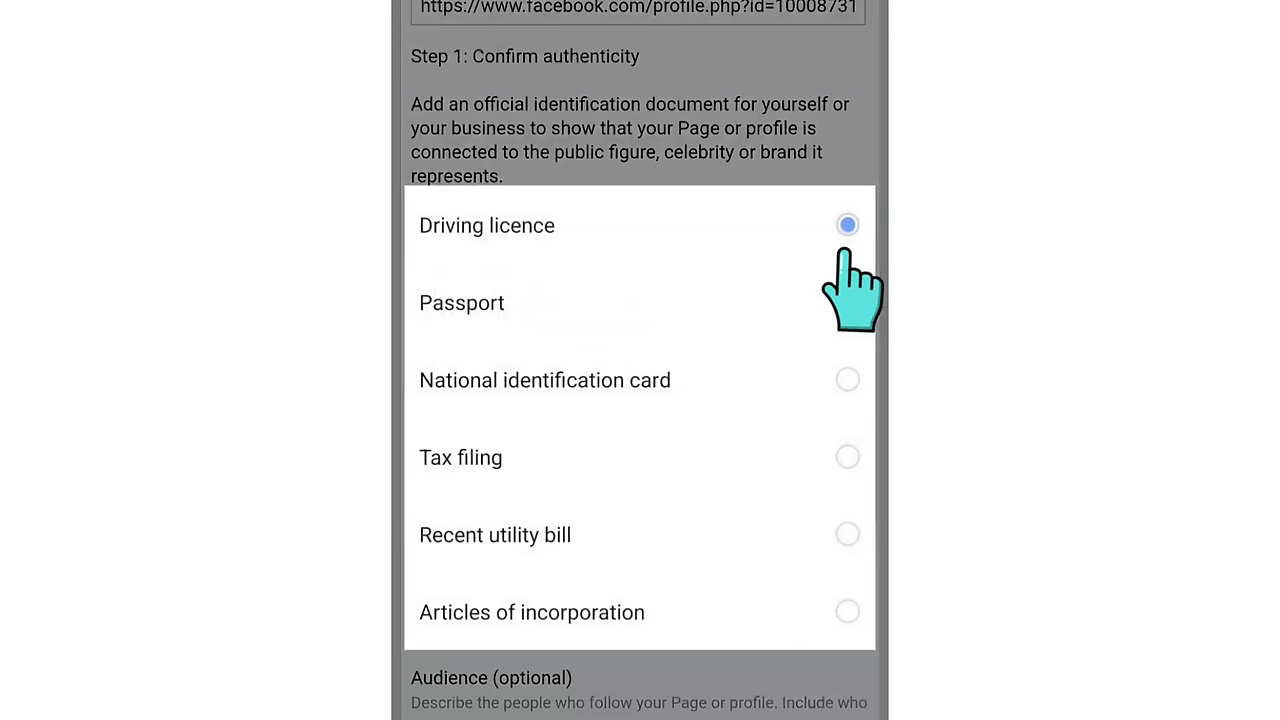 https://www.facebook.com/profile.php?id=10008731
Step 1: Confirm authenticity
Add an official identification document for yourself or
your business to show that your Page or profile is
connected to the public figure, celebrity or brand it
represents.
Driving licence
Passport
National identification card
Tax filing
Recent utility bill
Articles of incorporation
Audience (optional)
Describe the people who follow your Page or profile. Include who